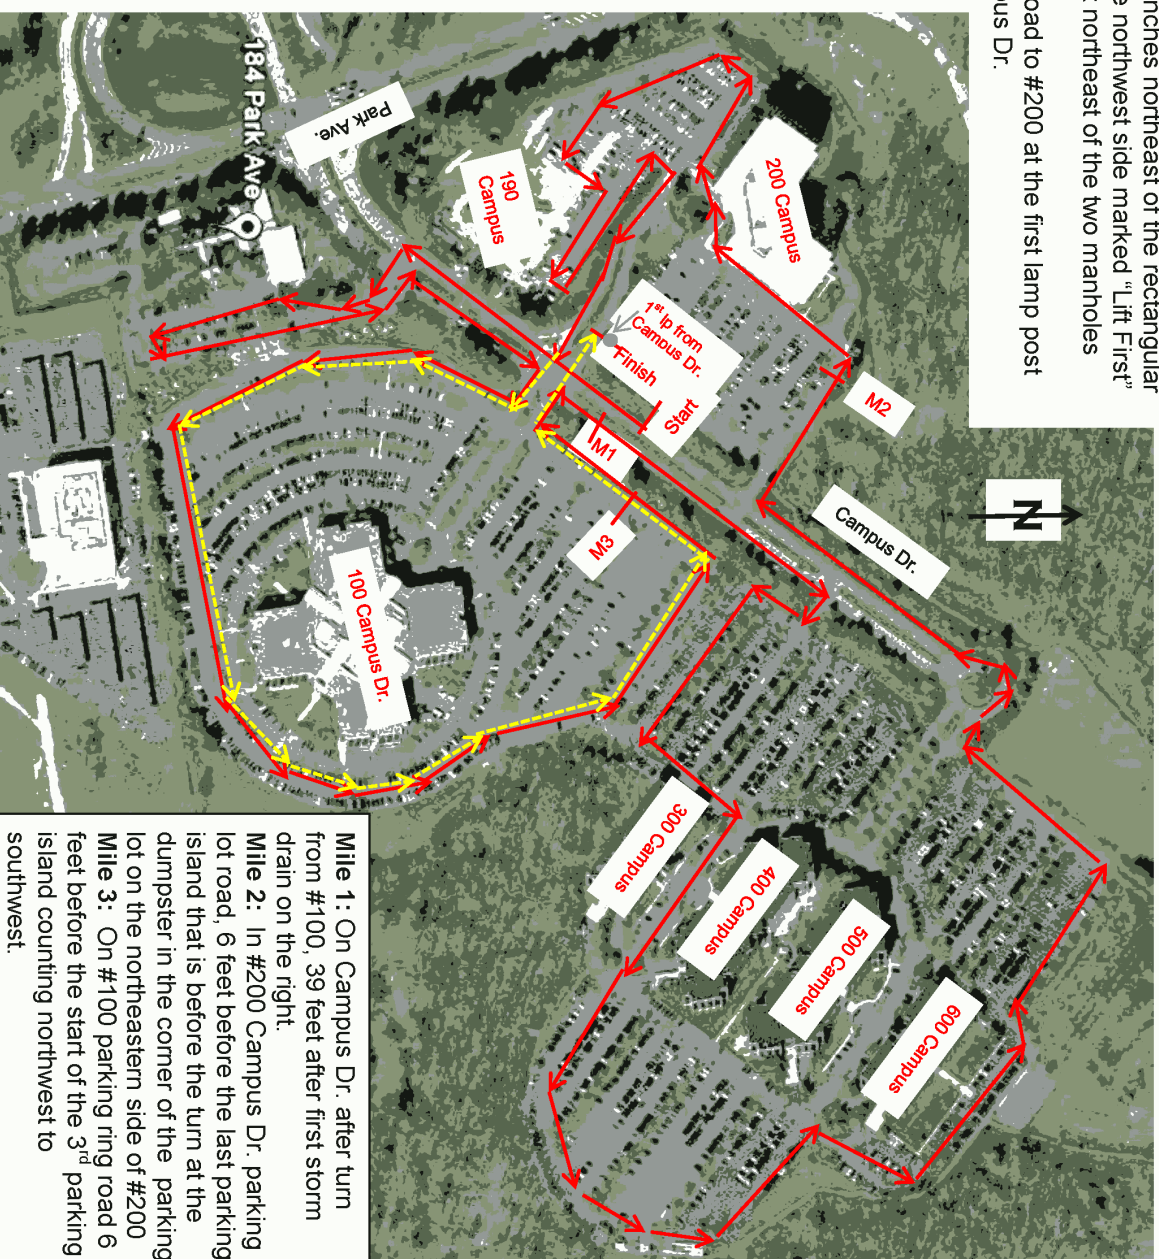 nches northeast of the rectangular
e northwest side marked “Lift First”
t northeast of the two manholes
oad to #200 at the first lamp post
us Dr.
184 Park Ave
Park Ave.
190
Campus
200 Campus
1st lp from
Campus Dr.
Finish
Start
M1
M2
M3
N
Campus Dr.
100 Campus Dr.
300 Campus
400 Campus
500 Campus
600 Campus
Mile 1: On Campus Dr. after turn
from #100, 39 feet after first storm
drain on the right.
Mile 2: In #200 Campus Dr. parking
lot road, 6 feet before the last parking
island that is before the turn at the
dumpster in the corner of the parking
lot on the northeastern side of #200
Mile 3: On #100 parking ring road 6
feet before the start of the 3rd parking
island counting northwest to
southwest.